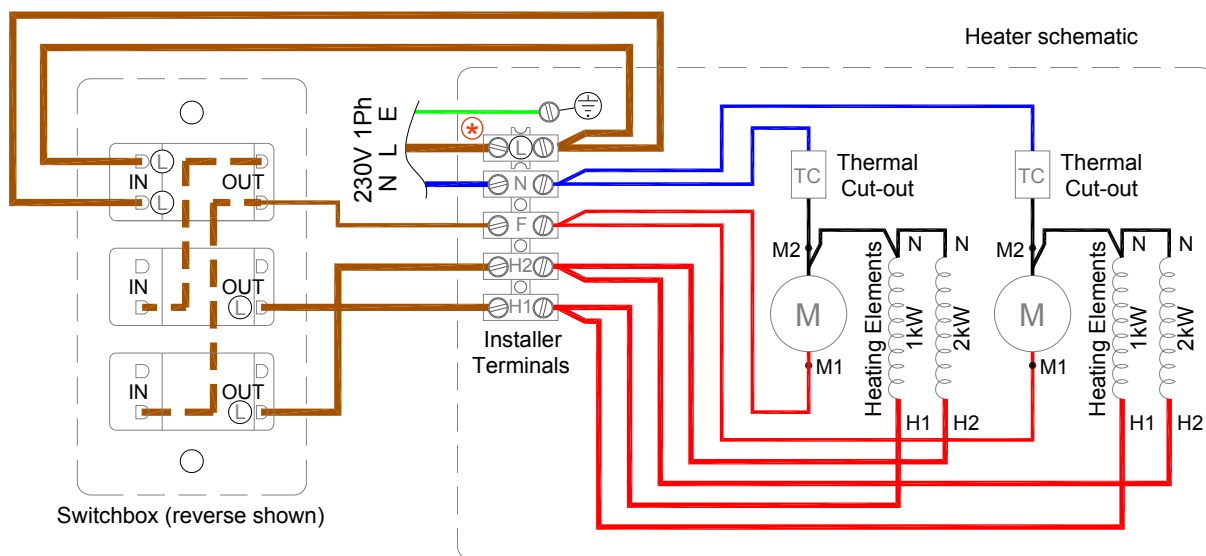 Heater schematic
230V 1Ph
N L E
*
L
N
F
H2
H1
Installer
Terminals
L
IN
L
OUT
IN
OUT
L
IN
OUT
L
Switchbox (reverse shown)
TC
Thermal
Cut-out
M2
M
M1
N
N
Heating Elements
1kW
2kW
H1
H2
TC
Thermal
Cut-out
M2
M
M1
N
N
Heating Elements
1kW
2kW
H1
H2